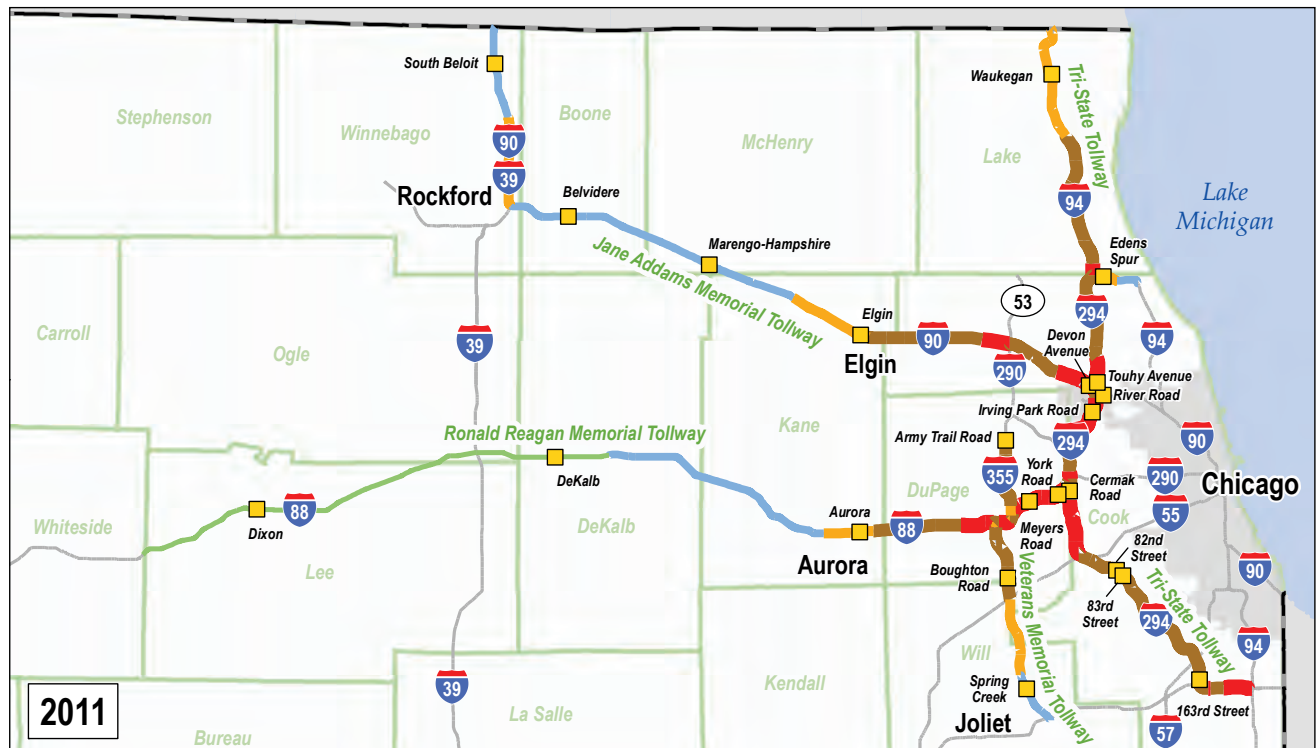 South Beloit
Waukegan
Tri-State Tollway
Stephenson
Winnebago
Boone
McHenry
Lake
90
39
Rockford
Belvidere
94
Lake
Michigan
Marengo-Hampshire
Jane Addams Memorial Tollway
Edens
Spur
53
Carroll
Ogle
39
Elgin
90
Elgin
294
94
Devon
Avenue
290
Touhy Avenue
River Road
Irving Park Road
Kane
Ronald Reagan Memorial Tollway
Army Trail Road
294
90
DeKalb
355
York
Road
Cermak
Road
290
Chicago
DuPage
Whiteside
88
Dixon
DeKalb
Aurora
88
Meyers
Road
Cook
55
Lee
Aurora
82nd
Street
Boughton
Road
90
83rd
Street
Veterans Memorial Tollway
Tri-State Tollway
294
94
Will
Kendall
39
Spring
Creek
2011
La Salle
Joliet
163rd Street
57
Bureau